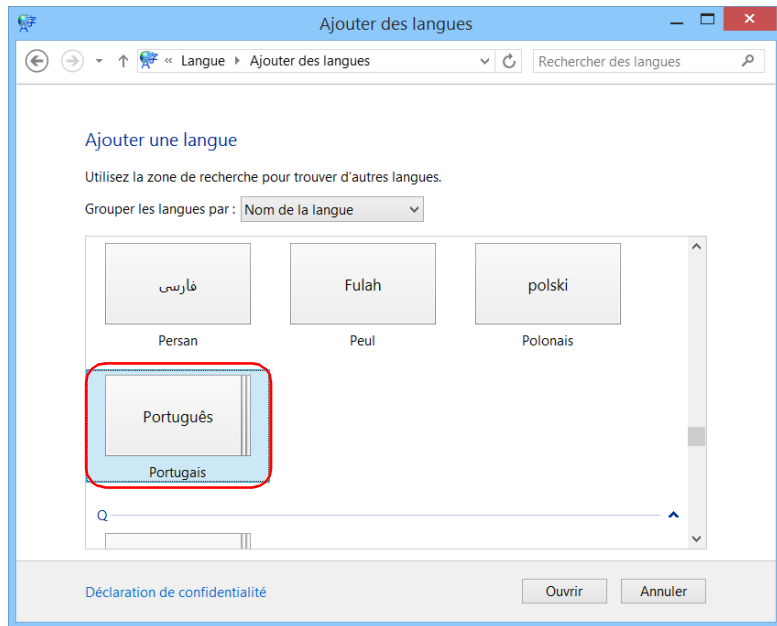 Ajouter des langues
« Langue Ajouter des langues
Rechercher des langues
Ajouter une langue
Utilisez la zone de recherche pour trouver d'autres langues.
Grouper les langues par : Nom de la langue
فارسی Fulah polski
Persan Peul Polonais
Português
Portugais
Q
Déclaration de confidentialité
Ouvrir Annuler